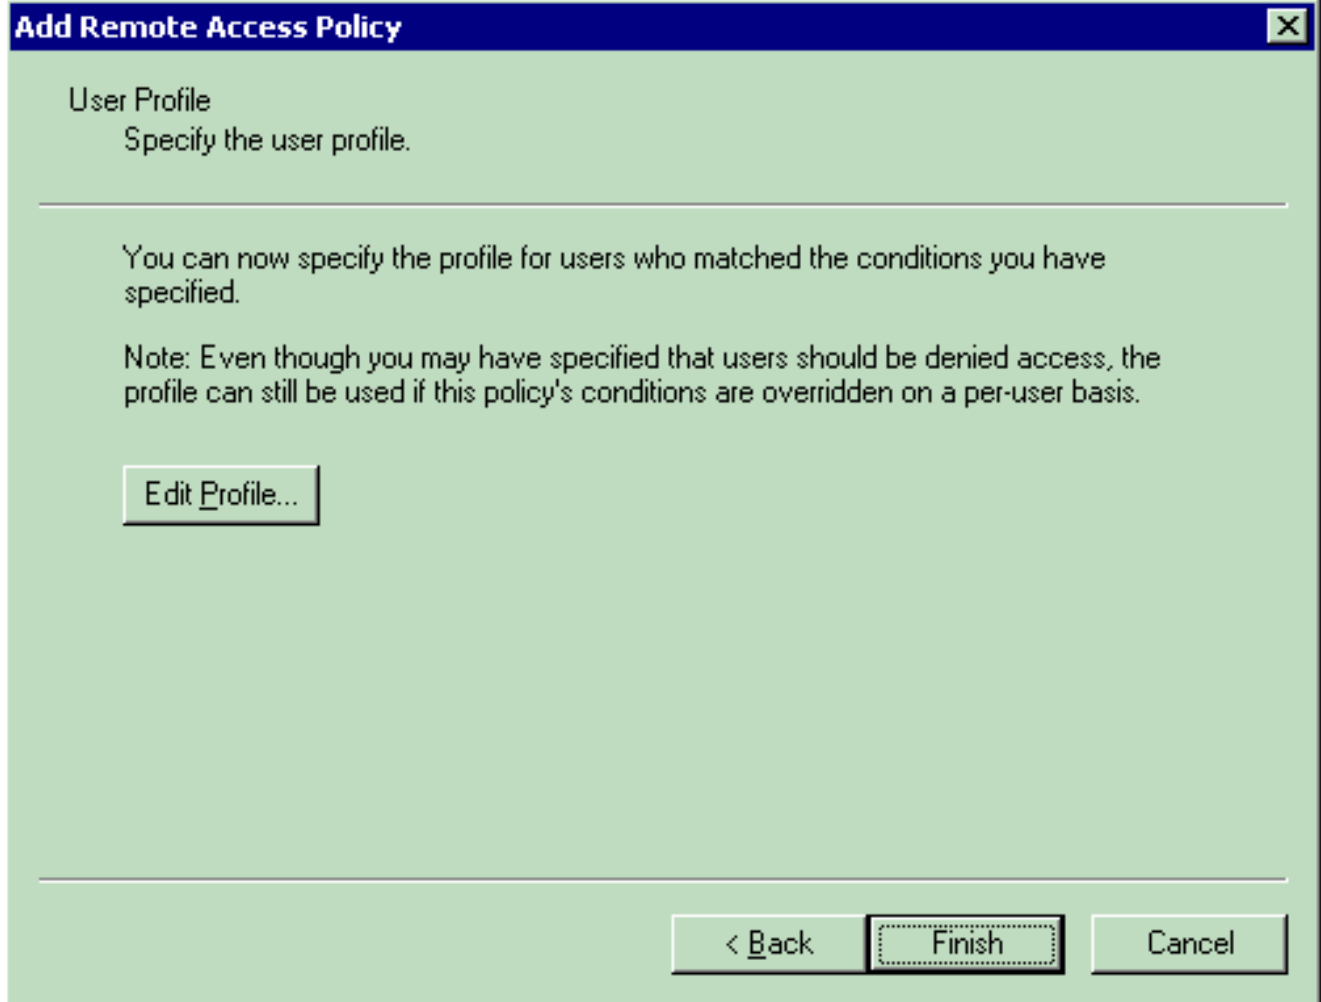 Add Remote Access Policy
User Profile
Specify the user profile.
You can now specify the profile for users who matched the conditions you have
specified.
Note: Even though you may have specified that users should be denied access, the
profile can still be used if this policy's conditions are overridden on a per-user basis.
Edit Profile...
< Back Finish Cancel